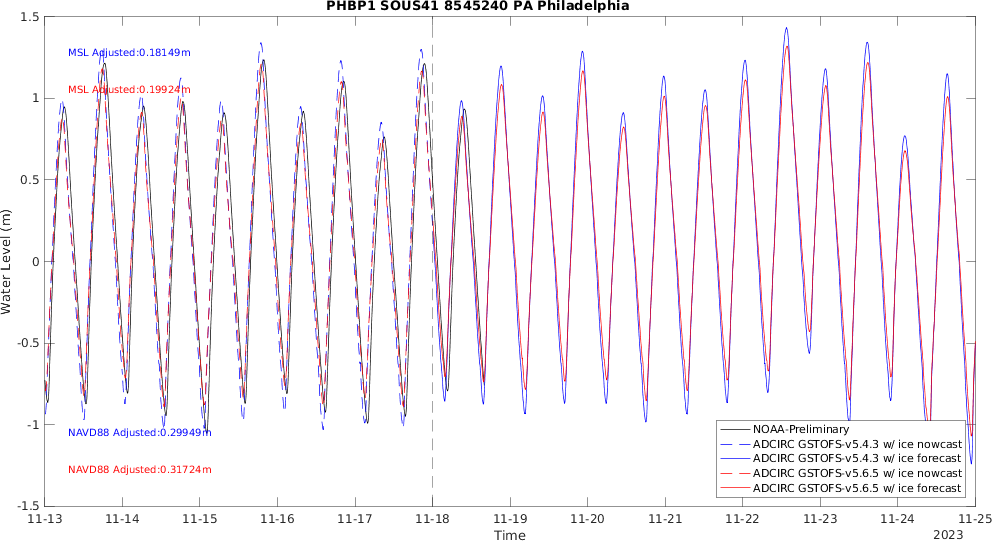 PHBP1 SOUS41 8545240 PA Philadelphia
1.5
1
0.5
0
-0.5
-1
-1.5
Water Level (m)
MSL Adjusted:0.18149m
MSL Adjusted:0.19924m
NAVD88 Adjusted:0.29949m
NAVD88 Adjusted:0.31724m
NOAA-Preliminary
ADCIRC GSTOFS-v5.4.3 w/ ice nowcast
ADCIRC GSTOFS-v5.4.3 w/ ice forecast
ADCIRC GSTOFS-v5.6.5 w/ ice nowcast
ADCIRC GSTOFS-v5.6.5 w/ ice forecast
11-13 11-14 11-15 11-16 11-17 11-18 11-19 11-20 11-21 11-22 11-23 11-24 11-25
Time
2023